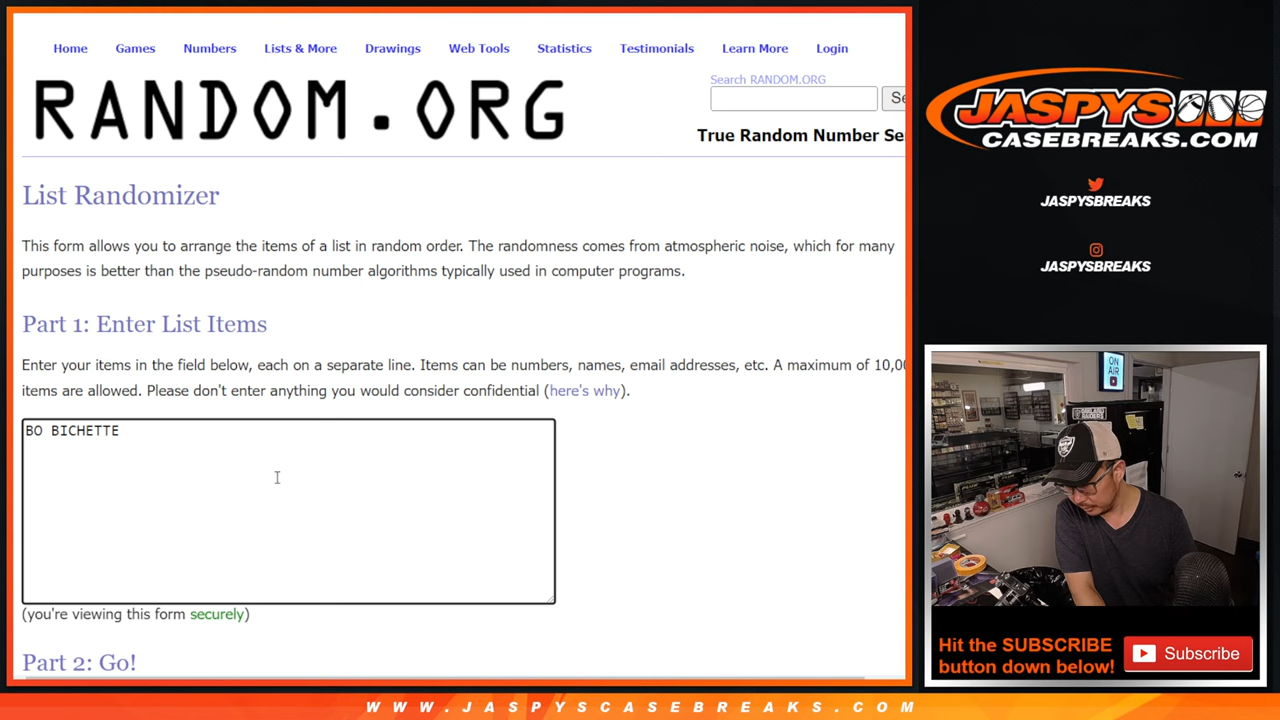 Home Games Numbers Lists & More Drawings Web Tools Statistics Testimonials Learn More Login
RANDOM.ORG
Search RANDOM.ORG
Se
True Random Number Se
List Randomizer
This form allows you to arrange the items of a list in random order. The randomness comes from atmospheric noise, which for many
purposes is better than the pseudo-random number algorithms typically used in computer programs.
Part 1: Enter List Items
Enter your items in the field below, each on a separate line. Items can be numbers, names, email addresses, etc. A maximum of 10,00
items are allowed. Please don't enter anything you would consider confidential (here's why).
BO BICHETTE
(you're viewing this form securely)
Part 2: Go!
JASPYS
CASEBREAKS.COM
JASPYSBREAKS
JASPYSBREAKS
ON
AIR
RAIDERS
Hit the SUBSCRIBE
button down below!
Subscribe
WWW.JASPYSCASEBREAKS.COM